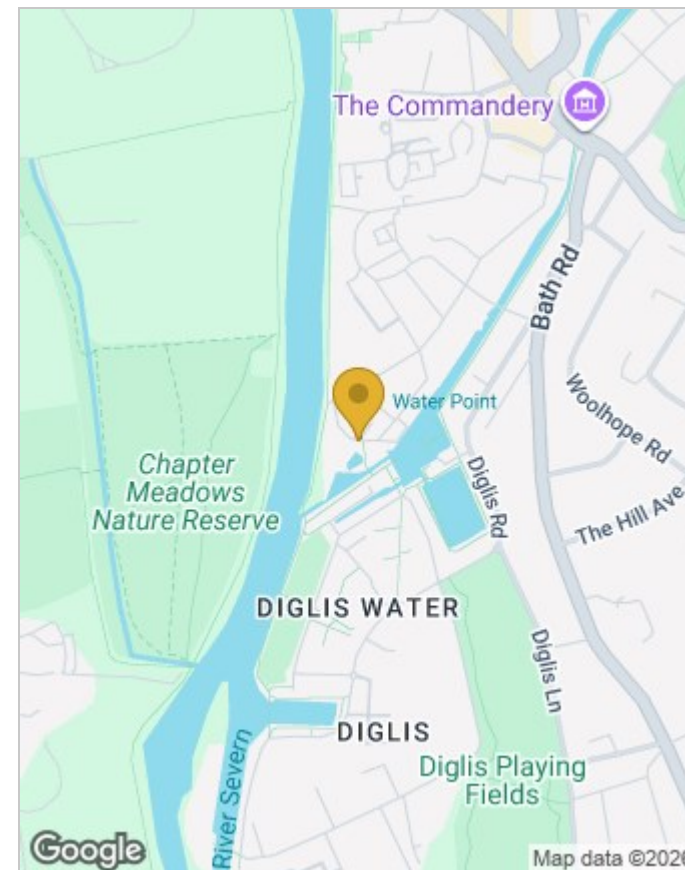 The Commandery
Bath Rd
Water Point
Woolhope Rd
Chapter
Meadows
Nature Reserve
Diglis Rd
The Hill Ave
DIGLIS WATER
Diglis Ln
DIGLIS
Diglis Playing
Fields
River Severn
Google
Map data ©2026